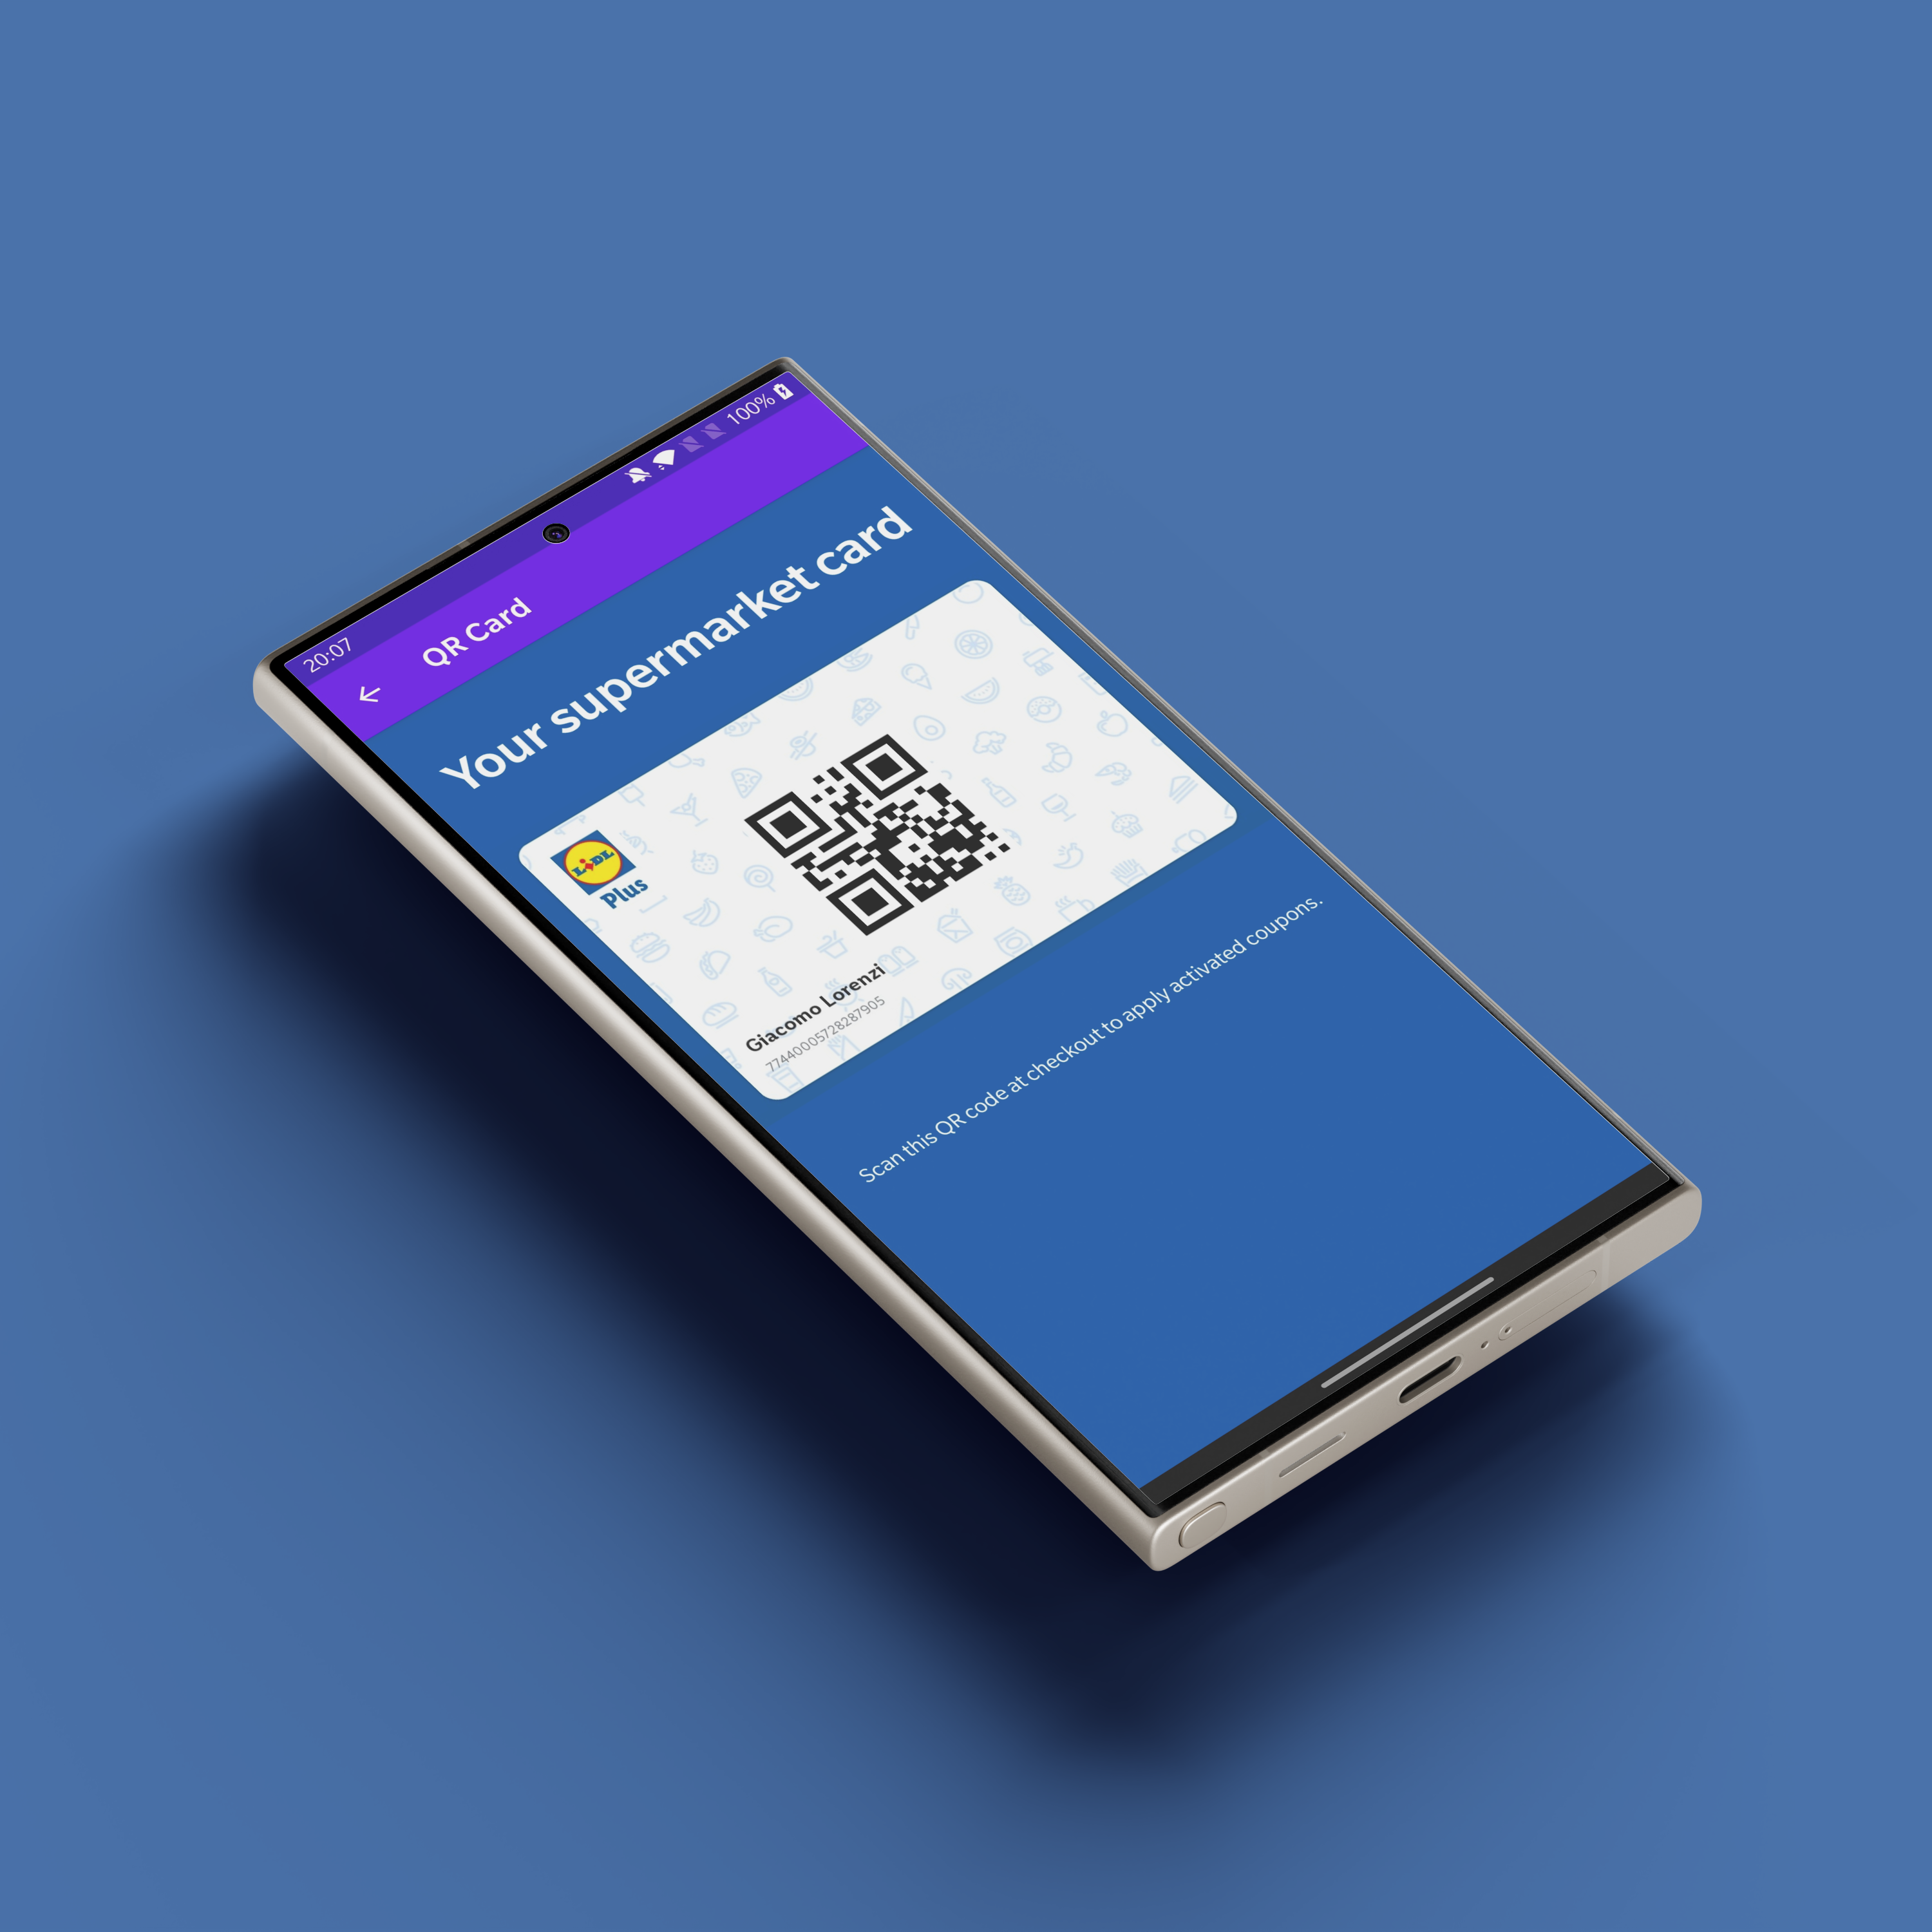 20:07
100%
QR Card
Your supermarket card
LiDL
Plus
Giacomo Lorenzi
77440005728287905
Scan this QR code at checkout to apply activated coupons.